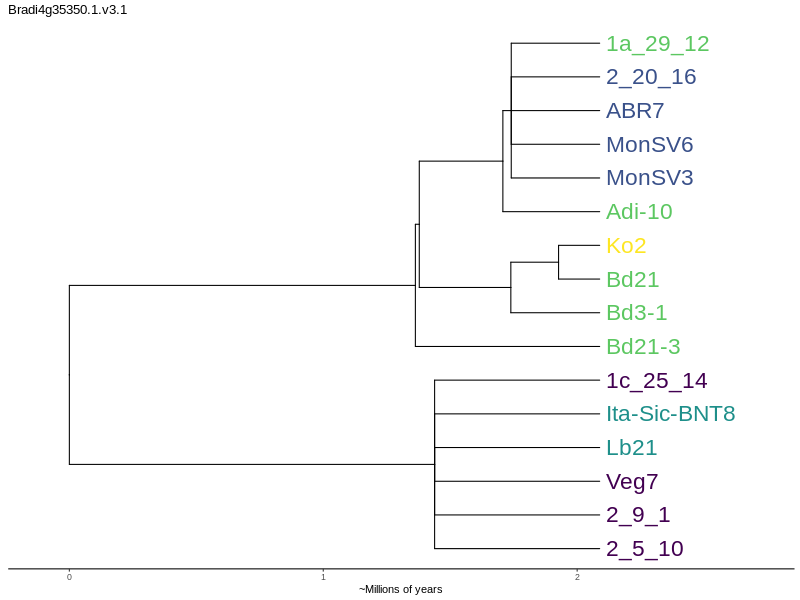 Bradi4g35350.1.v3.1
1a_29_12
2_20_16
ABR7
MonSV6
MonSV3
Adi-10
Ko2
Bd21
Bd3-1
Bd21-3
1c_25_14
Ita-Sic-BNT8
Lb21
Veg7
2_9_1
2_5_10
0 1 2
~Millions of years